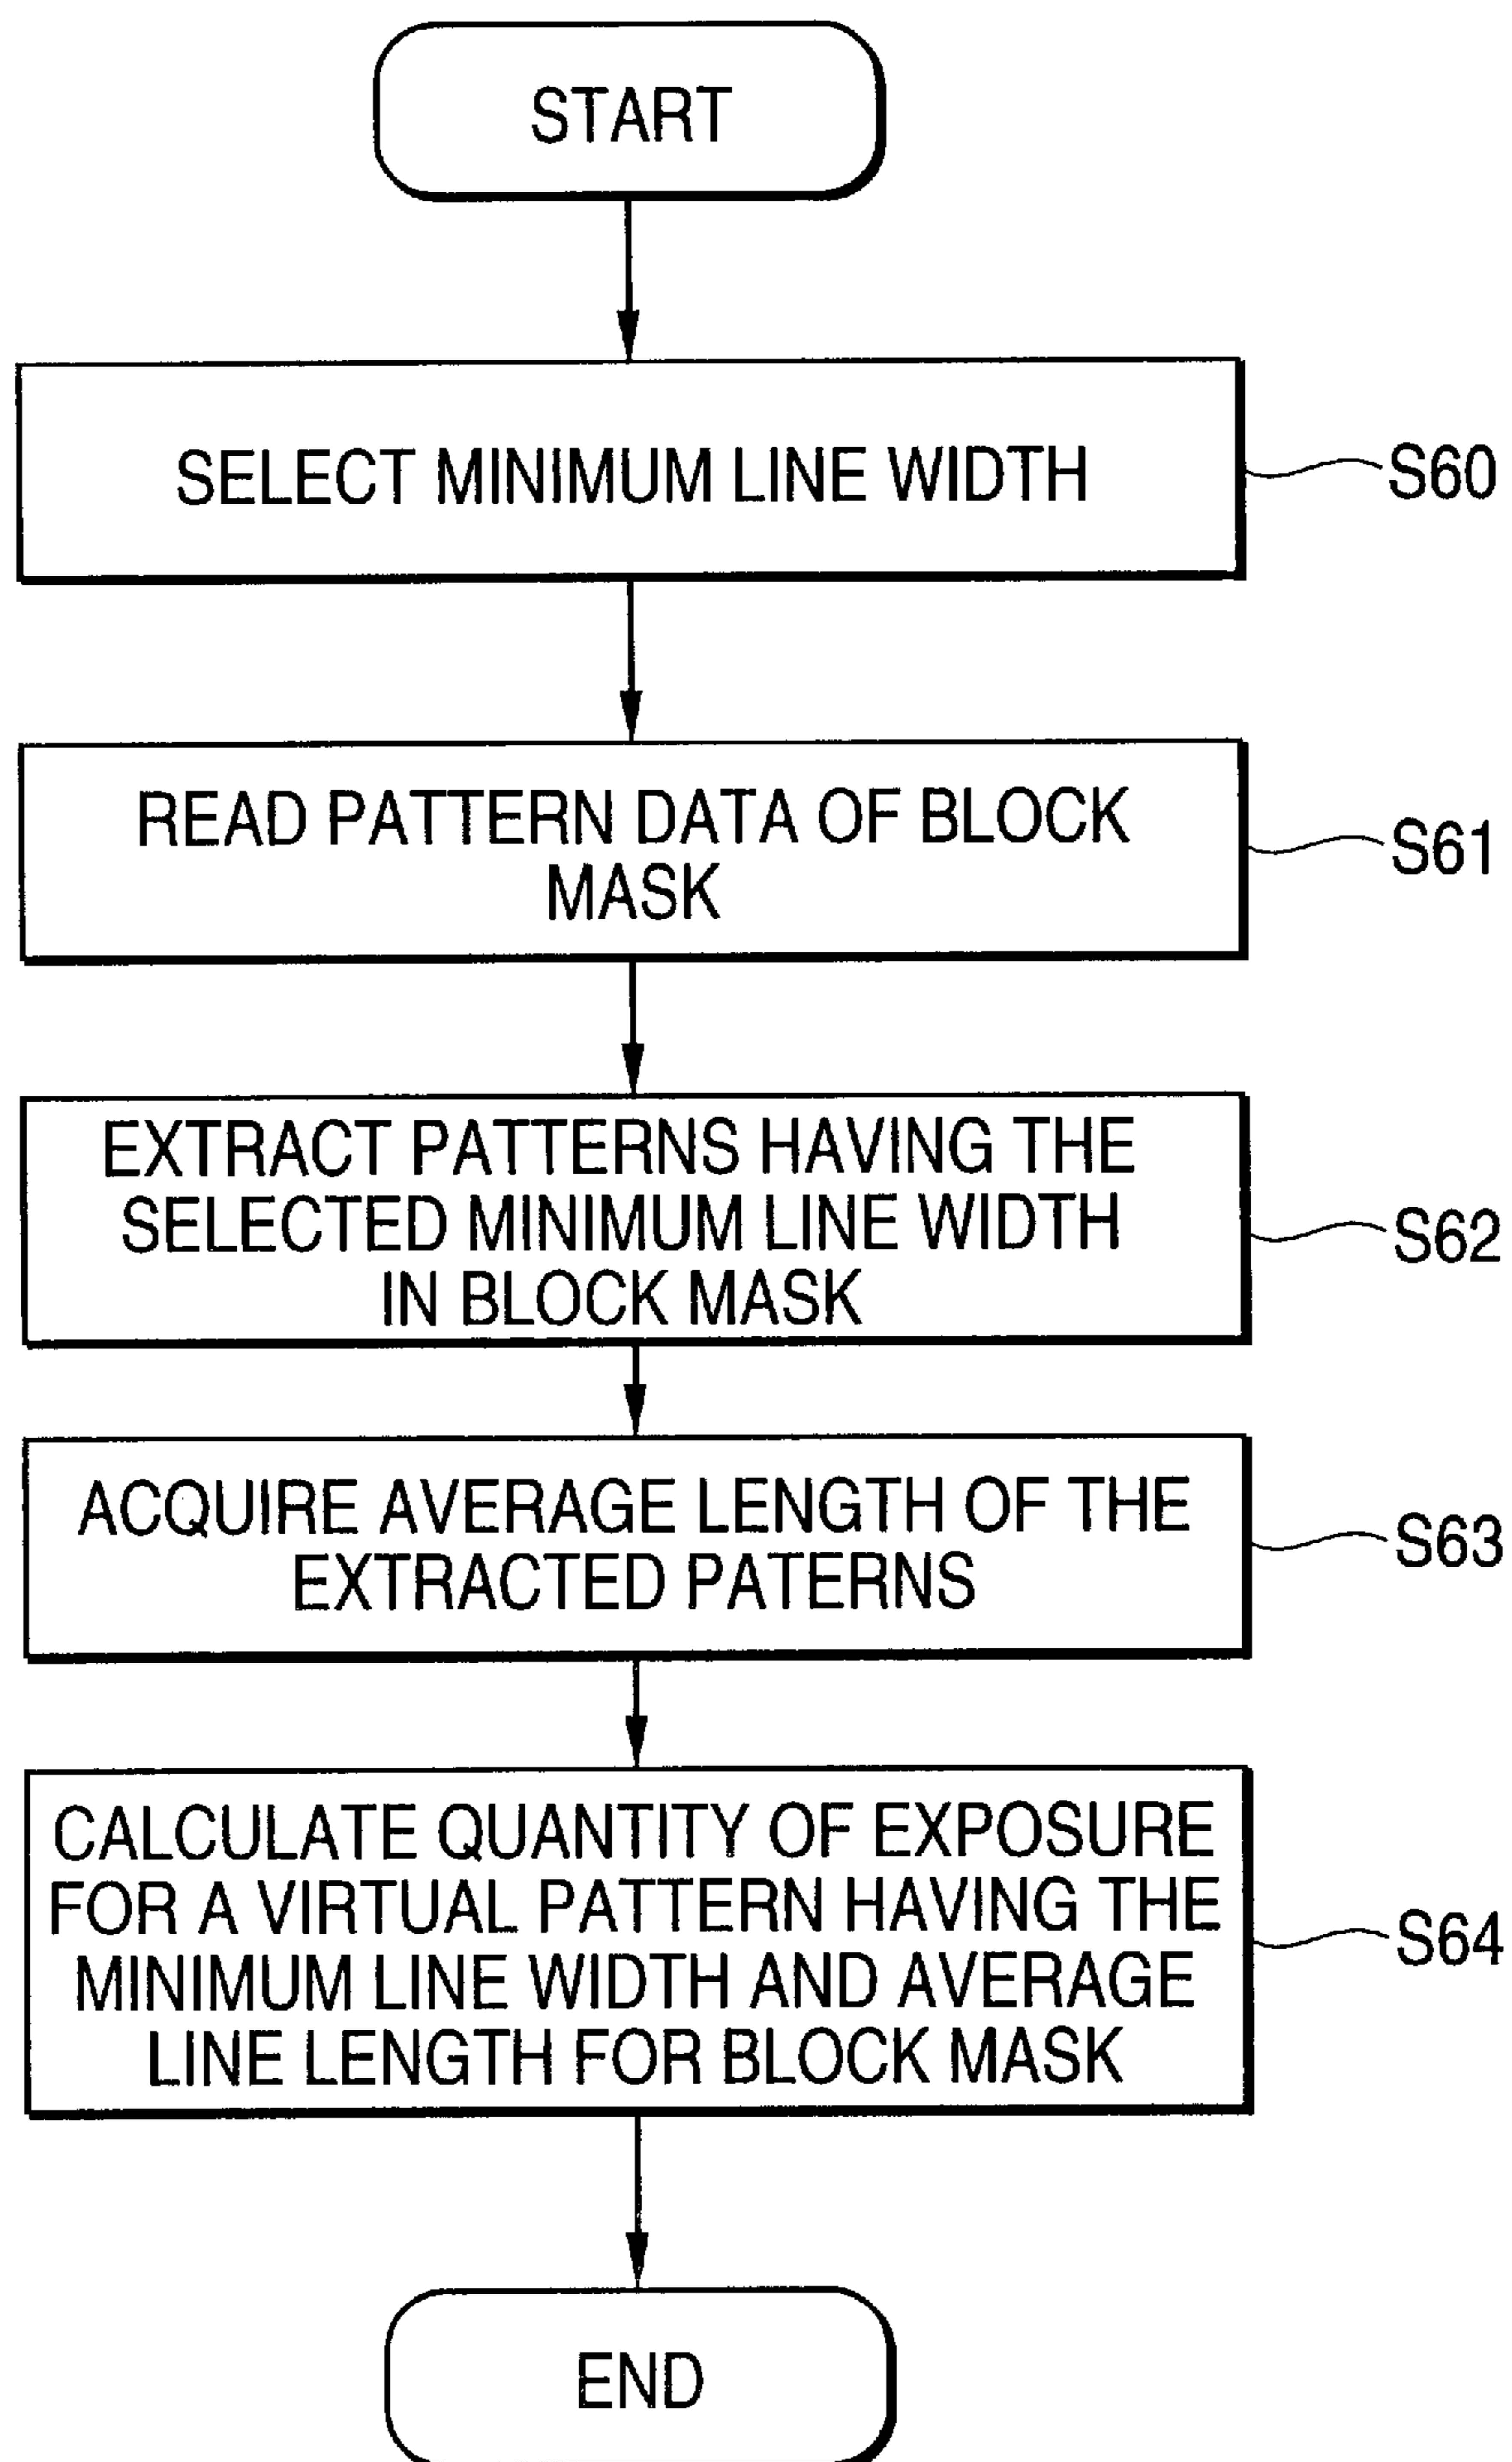 START
SELECT MINIMUM LINE WIDTH
S60
READ PATTERN DATA OF BLOCK
MASK
S61
EXTRACT PATTERNS HAVING THE
SELECTED MINIMUM LINE WIDTH
IN BLOCK MASK
S62
ACQUIRE AVERAGE LENGTH OF THE
EXTRACTED PATERNS
S63
CALCULATE QUANTITY OF EXPOSURE
FOR A VIRTUAL PATTERN HAVING THE
MINIMUM LINE WIDTH AND AVERAGE
LINE LENGTH FOR BLOCK MASK
S64
END